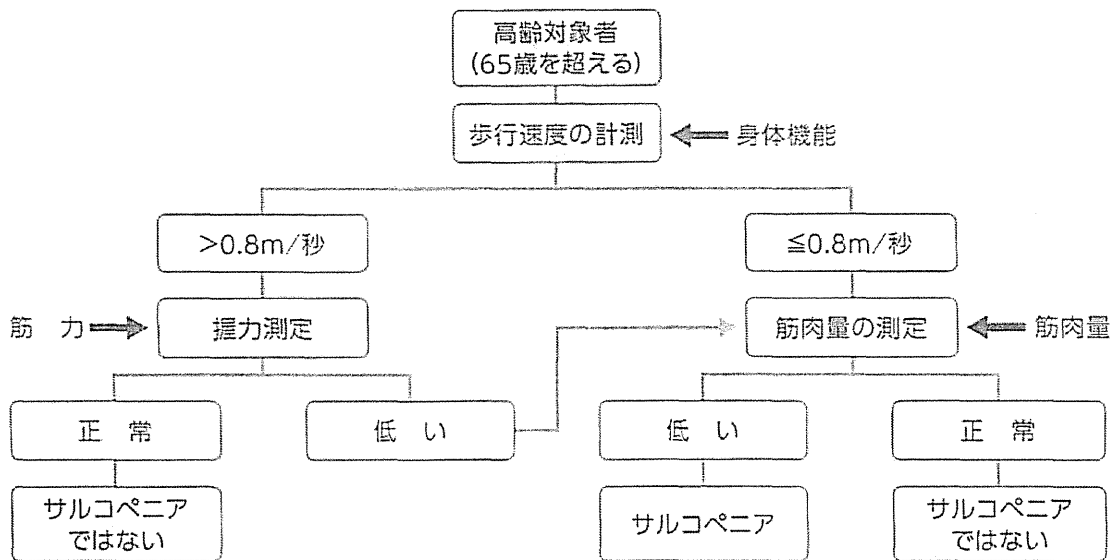 高齢対象者
(65歳を超える)
歩行速度の計測
身体機能
>0.8m/秒
≦0.8m/秒
筋　力
握力測定
筋肉量の測定
筋肉量
正　常
低　い
低　い
正　常
サルコペニア
ではない
サルコペニア
サルコペニア
ではない